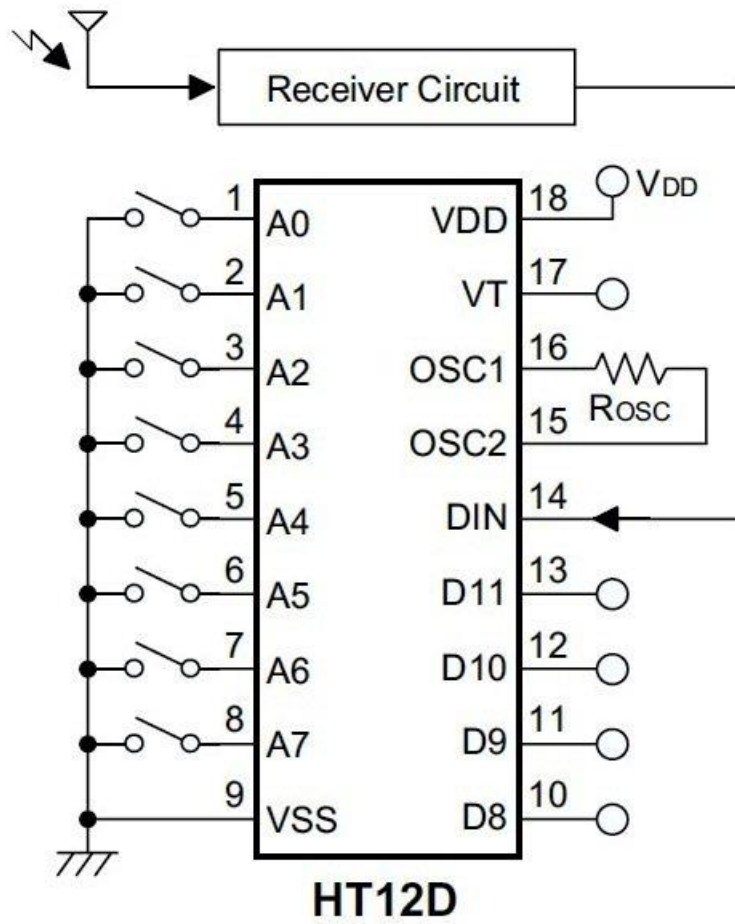 Receiver Circuit
1 A0 VDD 18 VDD
2 A1 VT 17
3 A2 OSC1 16
ROSC
4 A3 OSC2 15
5 A4 DIN 14
6 A5 D11 13
7 A6 D10 12
8 A7 D9 11
9 VSS D8 10
HT12D